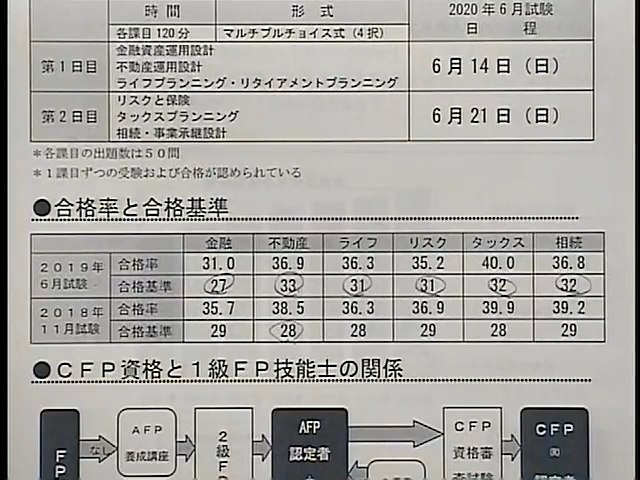 時間 形式 2020年6月試験
日程
各課目120分 マルチプルチョイス式(4択)
第1日目 金融資産運用設計 6月14日(日)
不動産運用設計
ライフプランニング・リタイアメントプランニング
第2日目 リスクと保険 6月21日(日)
タックスプランニング
相続・事業承継設計
＊各課目の出題数は５０問
＊１課目ずつの受験および合格が認められている
●合格率と合格基準
金融 不動産 ライフ リスク タックス 相続
２０１９年 合格率 31.0 36.9 36.3 35.2 40.0 36.8
６月試験 合格基準 27 33 31 31 32 32
２０１８年 合格率 35.7 38.5 36.3 36.9 39.9 39.2
１１月試験 合格基準 29 28 28 29 28 29
●ＣＦＰ資格と１級ＦＰ技能士の関係
FP なし AFP 養成講座 2級F AFP 認定者 CFP 資格審 CFP